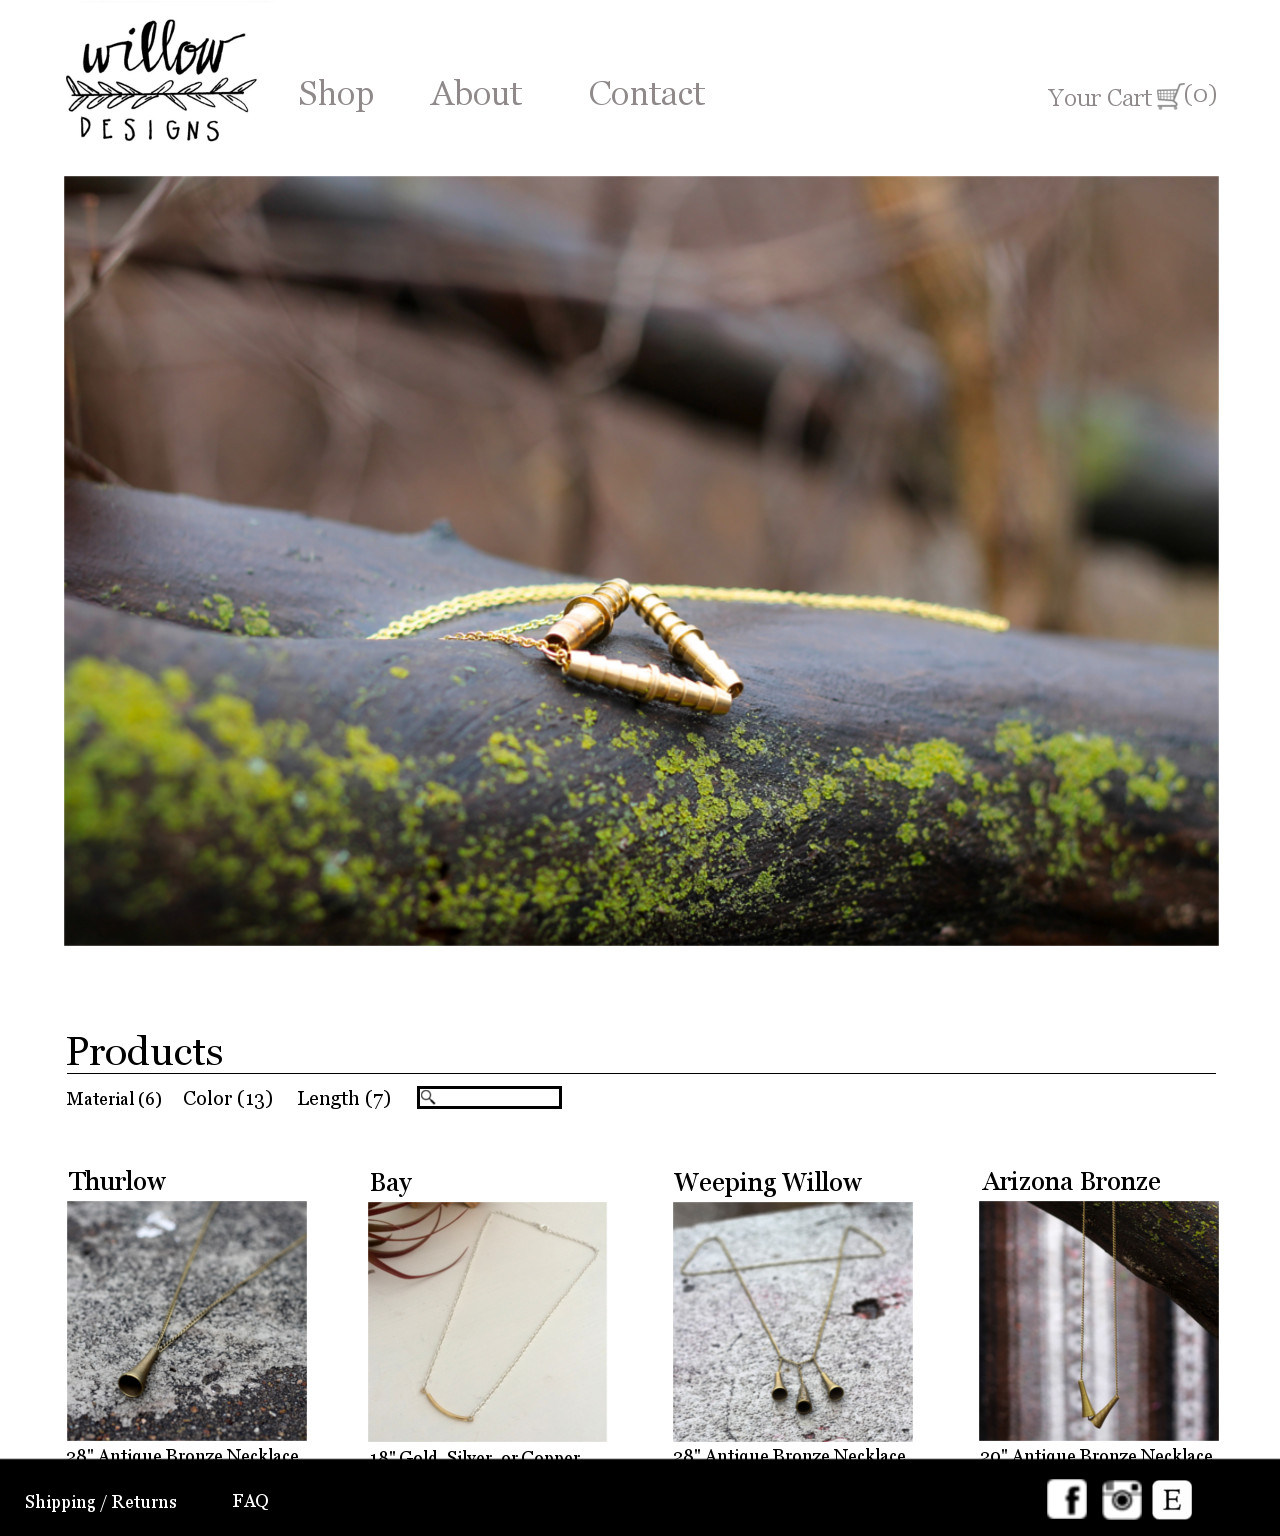 willow
DESIGNS
Shop About Contact
Your Cart (0)
Products
Material (6) Color (13) Length (7)
Thurlow Bay Weeping Willow Arizona Bronze
28" Antique Bronze Necklace 18" Gold, Silver, or Copper 28" Antique Bronze Necklace 20" Antique Bronze Necklace
Shipping / Returns FAQ
f E